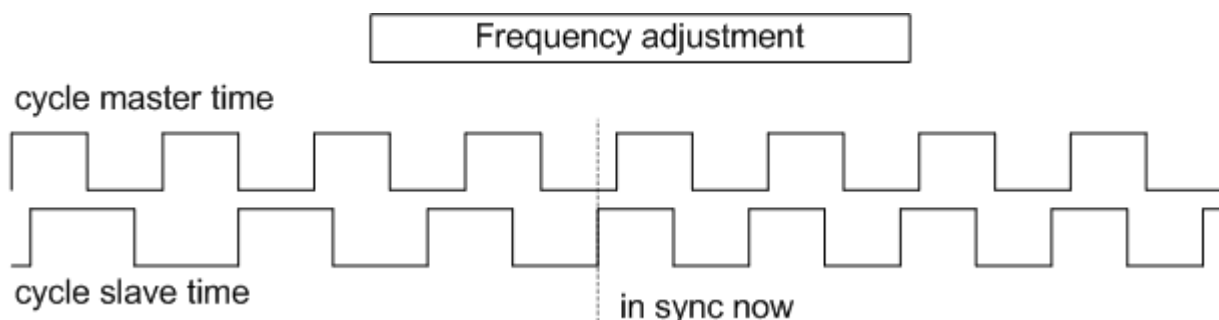 Frequency adjustment
cycle master time
cycle slave time
in sync now